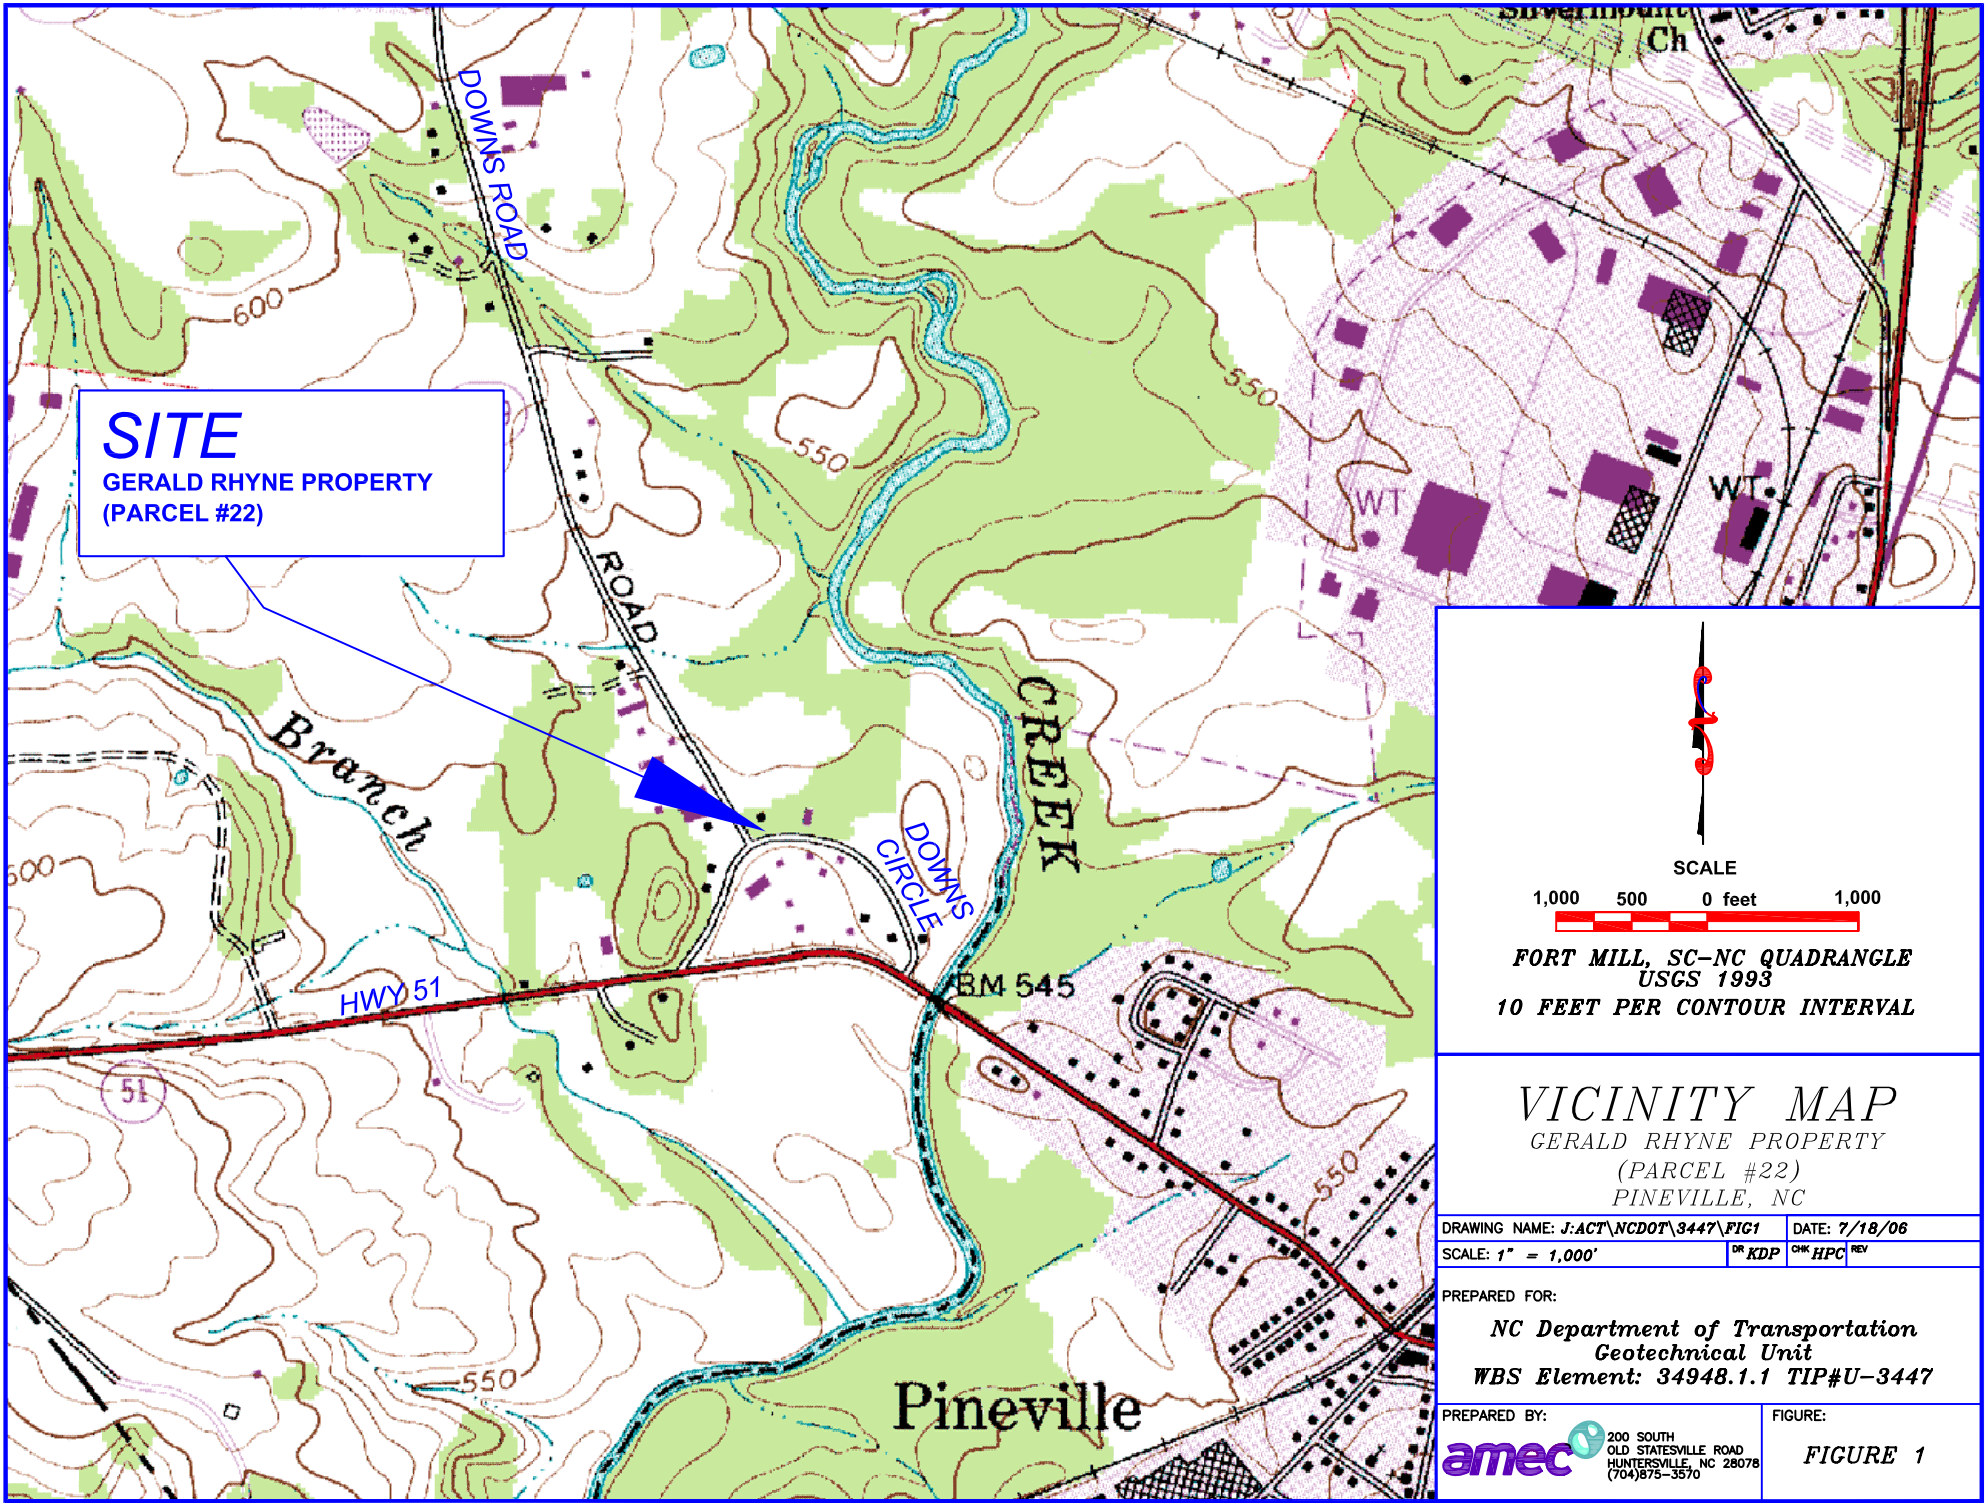 Silvermount
Ch
DOWNS ROAD
600
550
550
SITE
GERALD RHYNE PROPERTY
(PARCEL #22)
WT
WT
ROAD
CREEK
Branch
DOWNS
CIRCLE
600
HWY 51
BM 545
51
550
550
Pineville
SCALE
1,000 500 0 feet 1,000
FORT MILL, SC-NC QUADRANGLE
USGS 1993
10 FEET PER CONTOUR INTERVAL
VICINITY MAP
GERALD RHYNE PROPERTY
(PARCEL #22)
PINEVILLE, NC
DRAWING NAME: J:ACT\NCDOT\3447\FIG1 DATE: 7/18/06
SCALE: 1" = 1,000' DR KDP CHK HPC REV
PREPARED FOR:
NC Department of Transportation
Geotechnical Unit
WBS Element: 34948.1.1 TIP#U-3447
PREPARED BY:
amec
200 SOUTH
OLD STATESVILLE ROAD
HUNTERSVILLE, NC 28078
(704)875-3570
FIGURE:
FIGURE 1